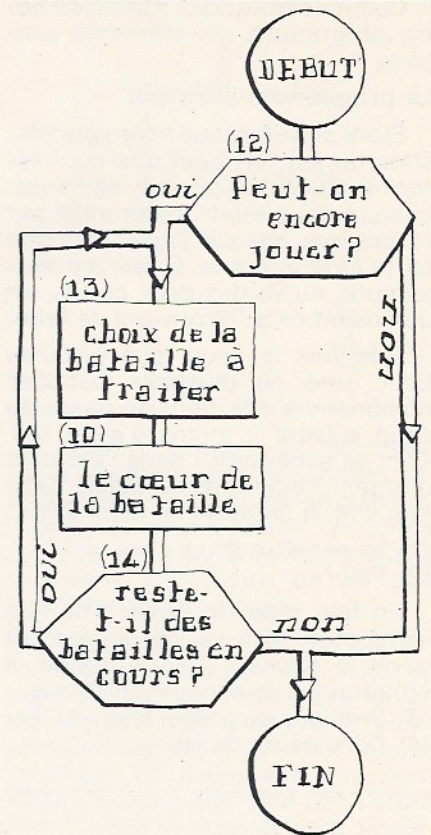 DEBUT
(12)
Peut-on
encore
jouer ?
oui
non
(13)
choix de la
bataille à
traiter
(10)
le cœur de
la bataille
(14)
reste-
t-il des
batailles en
cours ?
oui
non
FIN